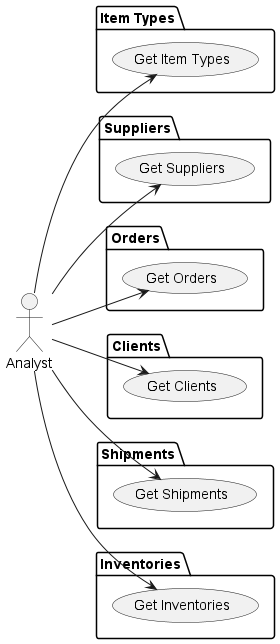 Item Types
Get Item Types
Suppliers
Get Suppliers
Orders
Get Orders
Analyst
Clients
Get Clients
Shipments
Get Shipments
Inventories
Get Inventories